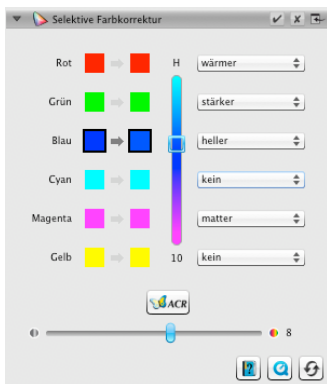 Selektive Farbkorrektur
Rot H wärmer
Grün stärker
Blau heller
Cyan kein
Magenta matter
Gelb 10 kein
ACR
8
?